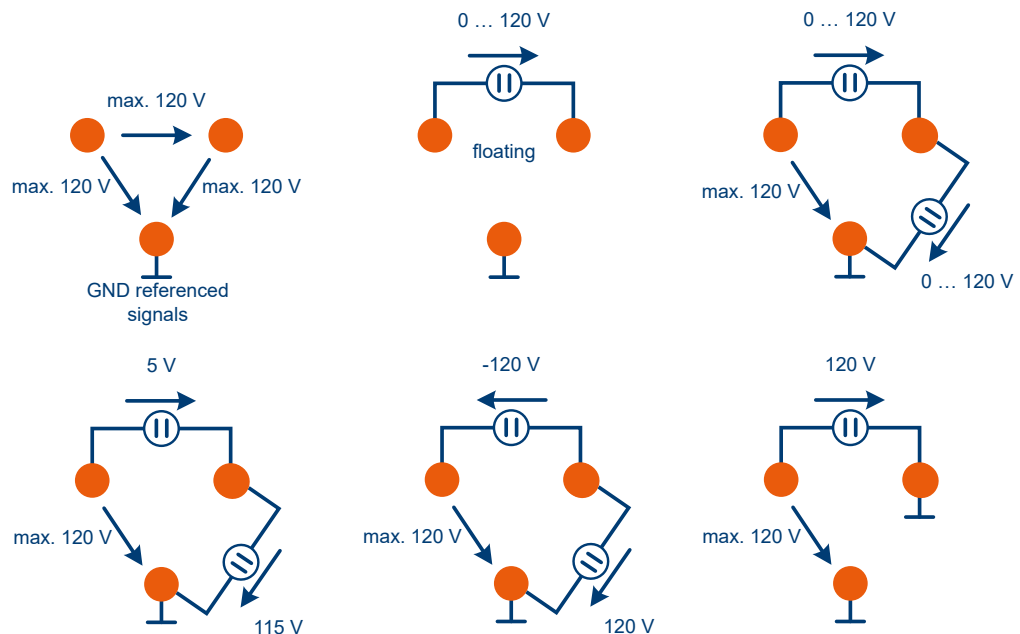 0 … 120 V
0 … 120 V
max. 120 V
floating
max. 120 V
max. 120 V
max. 120 V
0 … 120 V
GND referenced
signals
5 V
-120 V
120 V
max. 120 V
max. 120 V
max. 120 V
115 V
120 V